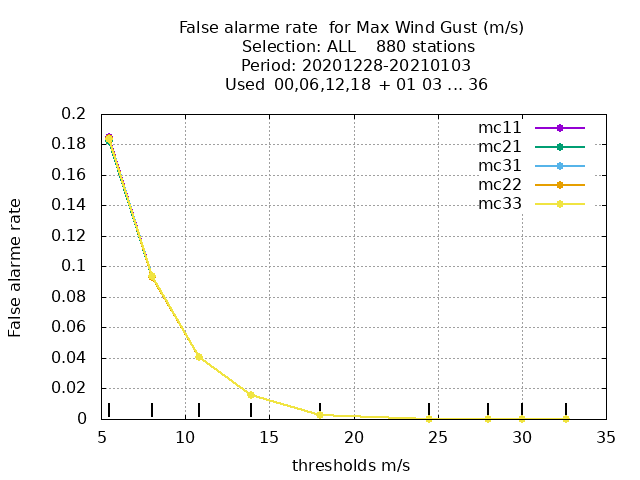 False alarme rate  for Max Wind Gust (m/s)
Selection: ALL    880 stations
Period: 20201228-20210103
Used  00,06,12,18  + 01 03 ... 36
0.2
0.18
0.16
0.14
0.12
0.1
0.08
0.06
0.04
0.02
0
False alarme rate
mc11
mc21
mc31
mc22
mc33
5 10 15 20 25 30 35
thresholds m/s